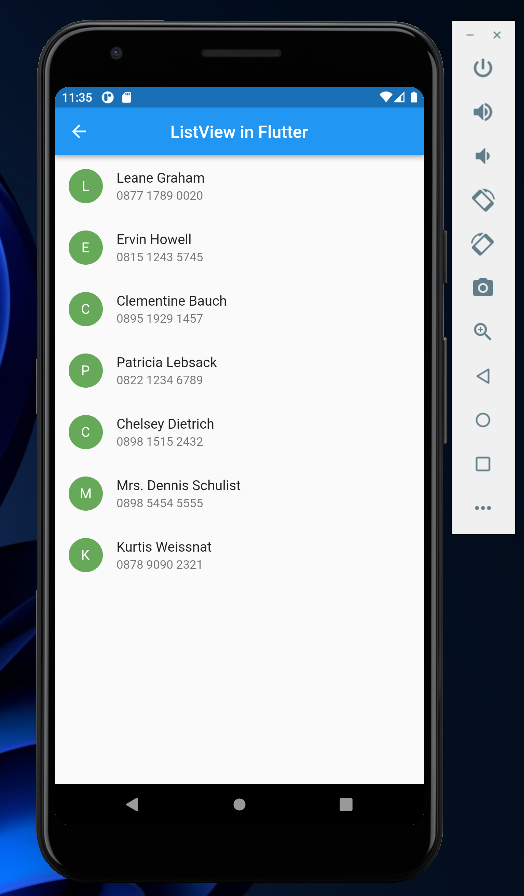 11:35
ListView in Flutter
L
Leane Graham
0877 1789 0020
E
Ervin Howell
0815 1243 5745
C
Clementine Bauch
0895 1929 1457
P
Patricia Lebsack
0822 1234 6789
C
Chelsey Dietrich
0898 1515 2432
M
Mrs. Dennis Schulist
0898 5454 5555
K
Kurtis Weissnat
0878 9090 2321